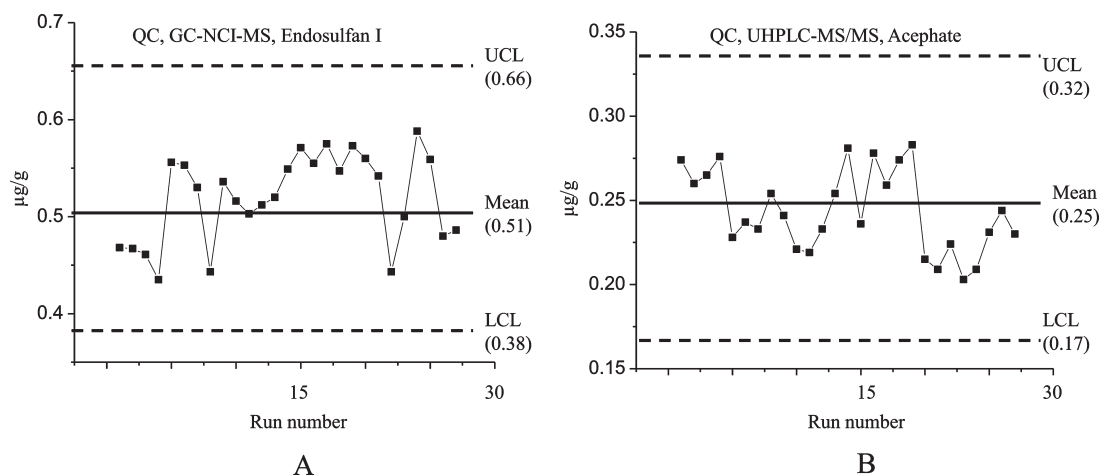 QC, GC-NCI-MS, Endosulfan I
0.7
0.6
0.5
0.4
µg/g
UCL
(0.66)
Mean
(0.51)
LCL
(0.38)
15
30
Run number
A
QC, UHPLC-MS/MS, Acephate
0.35
0.30
0.25
0.20
0.15
µg/g
UCL
(0.32)
Mean
(0.25)
LCL
(0.17)
15
30
Run number
B